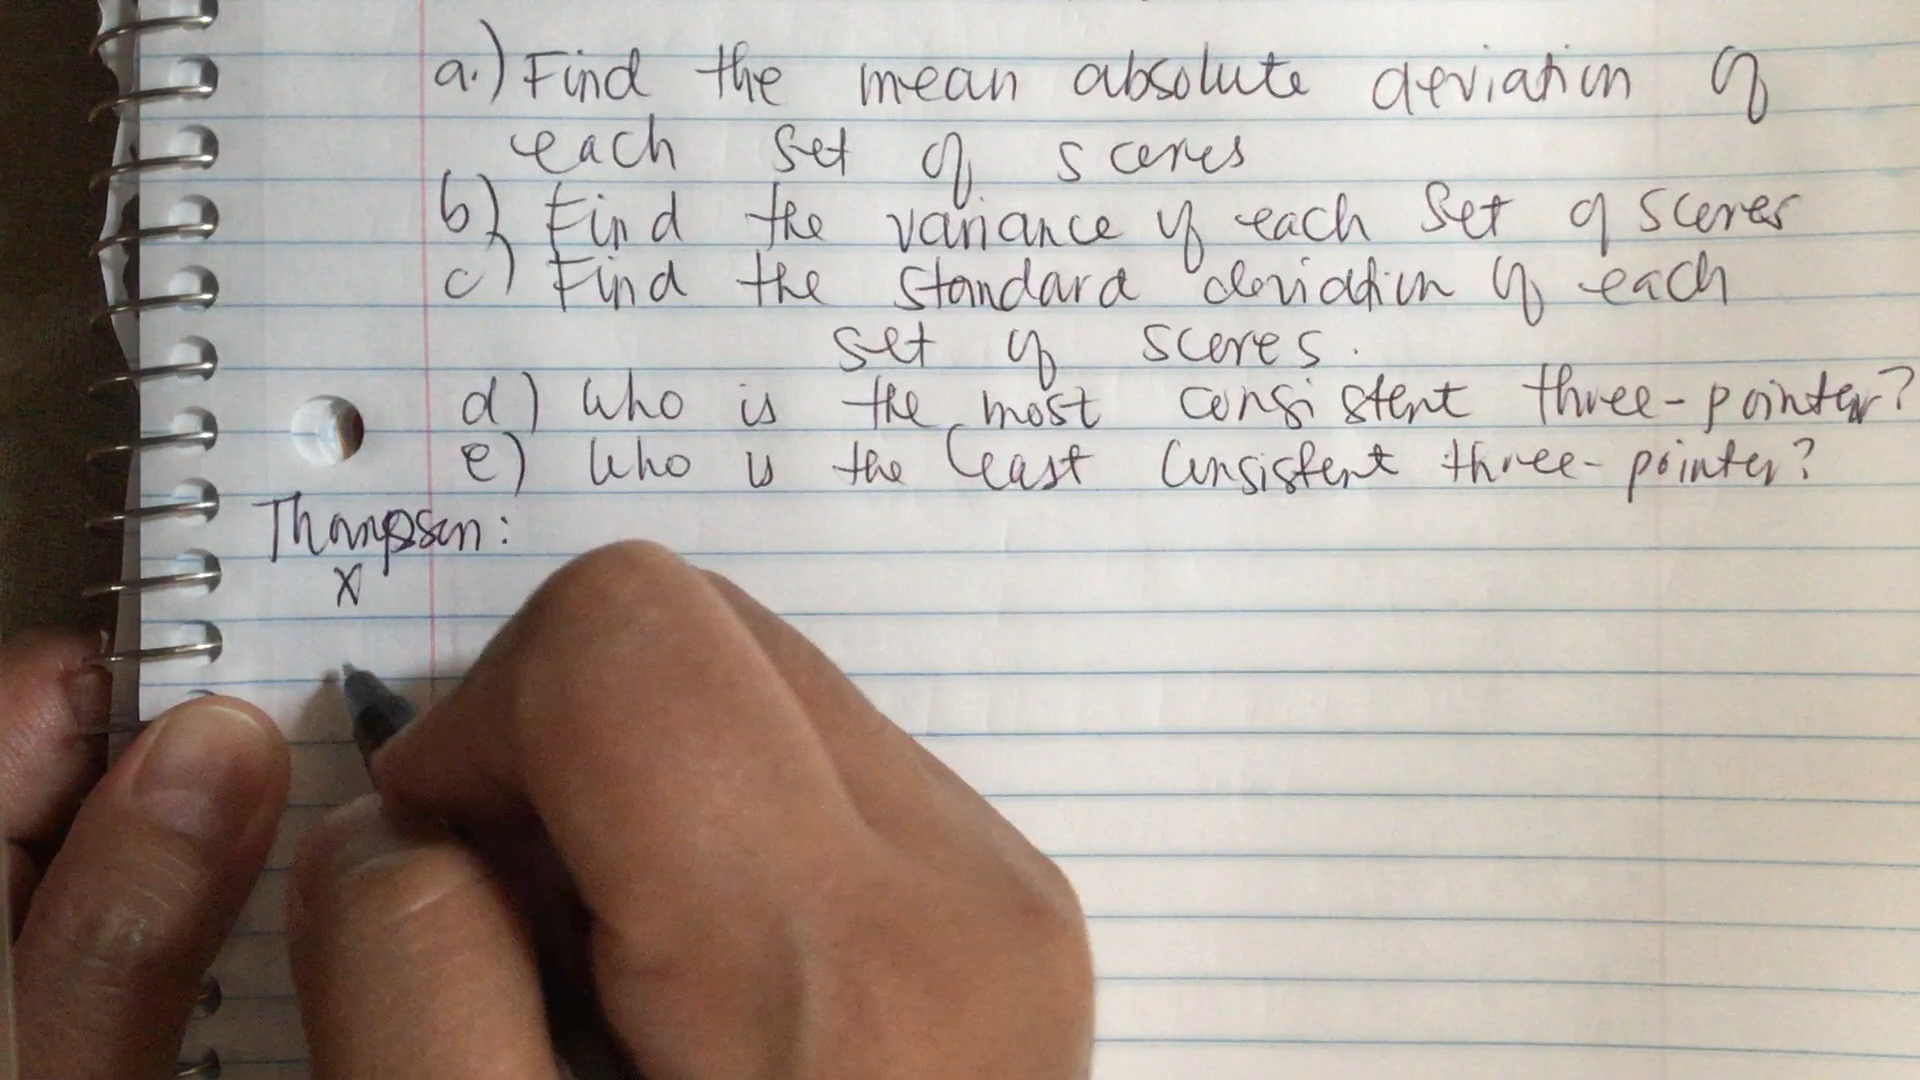 a.) Find the mean absolute deviation of
each set of scores
b) Find the variance of each set of scores
c) Find the standard deviation of each
set of scores.
d) Who is the most consistent three-pointer?
e) Who is the least consistent three-pointer?
Thompson:
X